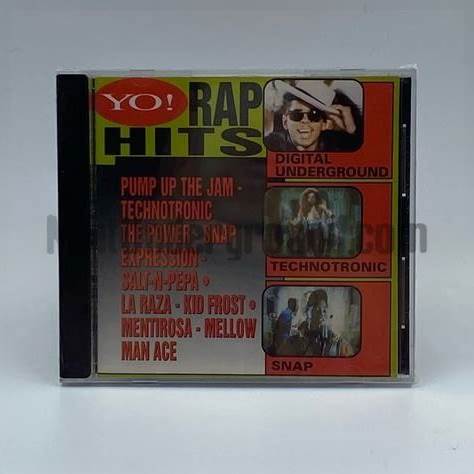 YO! RAP
HITS
DIGITAL
UNDERGROUND
PUMP UP THE JAM -
TECHNOTRONIC
THE POWER - SNAP
EXPRESSION -
SALT-N-PEPA •
LA RAZA - KID FROST •
MENTIROSA - MELLOW
MAN ACE
TECHNOTRONIC
SNAP